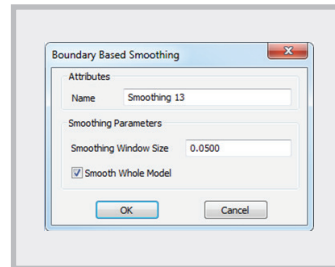 Boundary Based Smoothing
Attributes
Name Smoothing 13
Smoothing Parameters
Smoothing Window Size 0.0500
Smooth Whole Model
OK Cancel